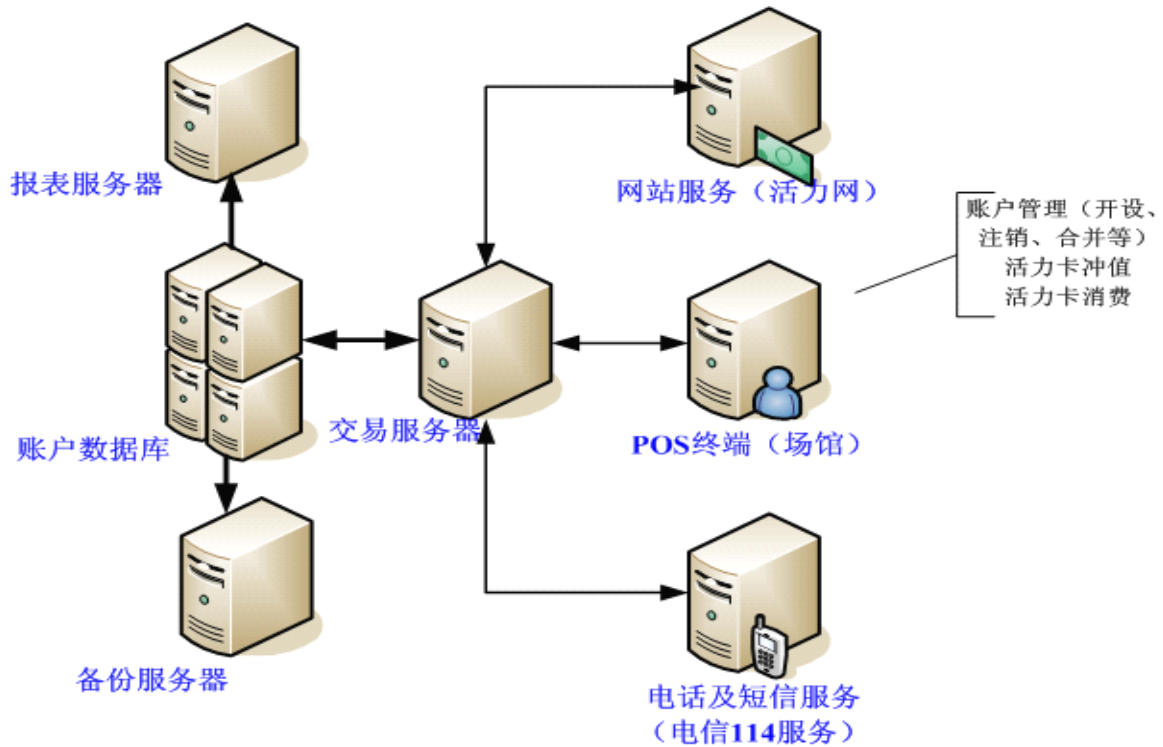 报表服务器
网站服务（活力网）
账户管理（开设、
注销、合并等）
活力卡冲值
活力卡消费
账户数据库
交易服务器
POS终端（场馆）
备份服务器
电话及短信服务
（电信114服务）